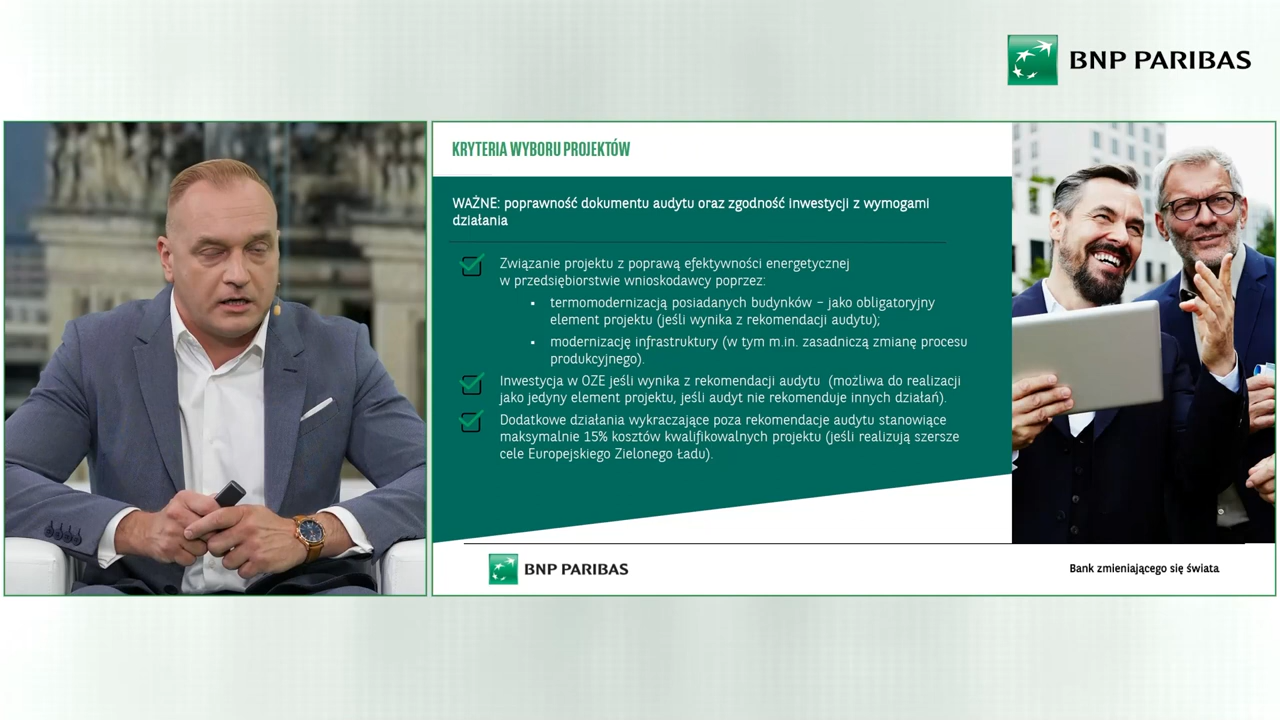 BNP PARIBAS
KRYTERIA WYBORU PROJEKTÓW
WAŻNE: poprawność dokumentu audytu oraz zgodność inwestycji z wymogami
działania
Związanie projektu z poprawą efektywności energetycznej
w przedsiębiorstwie wnioskodawcy poprzez:
▪ termomodernizacją posiadanych budynków – jako obligatoryjny
element projektu (jeśli wynika z rekomendacji audytu);
▪ modernizację infrastruktury (w tym m.in. zasadniczą zmianę procesu
produkcyjnego).
Inwestycja w OZE jeśli wynika z rekomendacji audytu (możliwa do realizacji
jako jedyny element projektu, jeśli audyt nie rekomenduje innych działań).
Dodatkowe działania wykraczające poza rekomendacje audytu stanowiące
maksymalnie 15% kosztów kwalifikowalnych projektu (jeśli realizują szersze
cele Europejskiego Zielonego Ładu).
BNP PARIBAS
Bank zmieniającego się świata